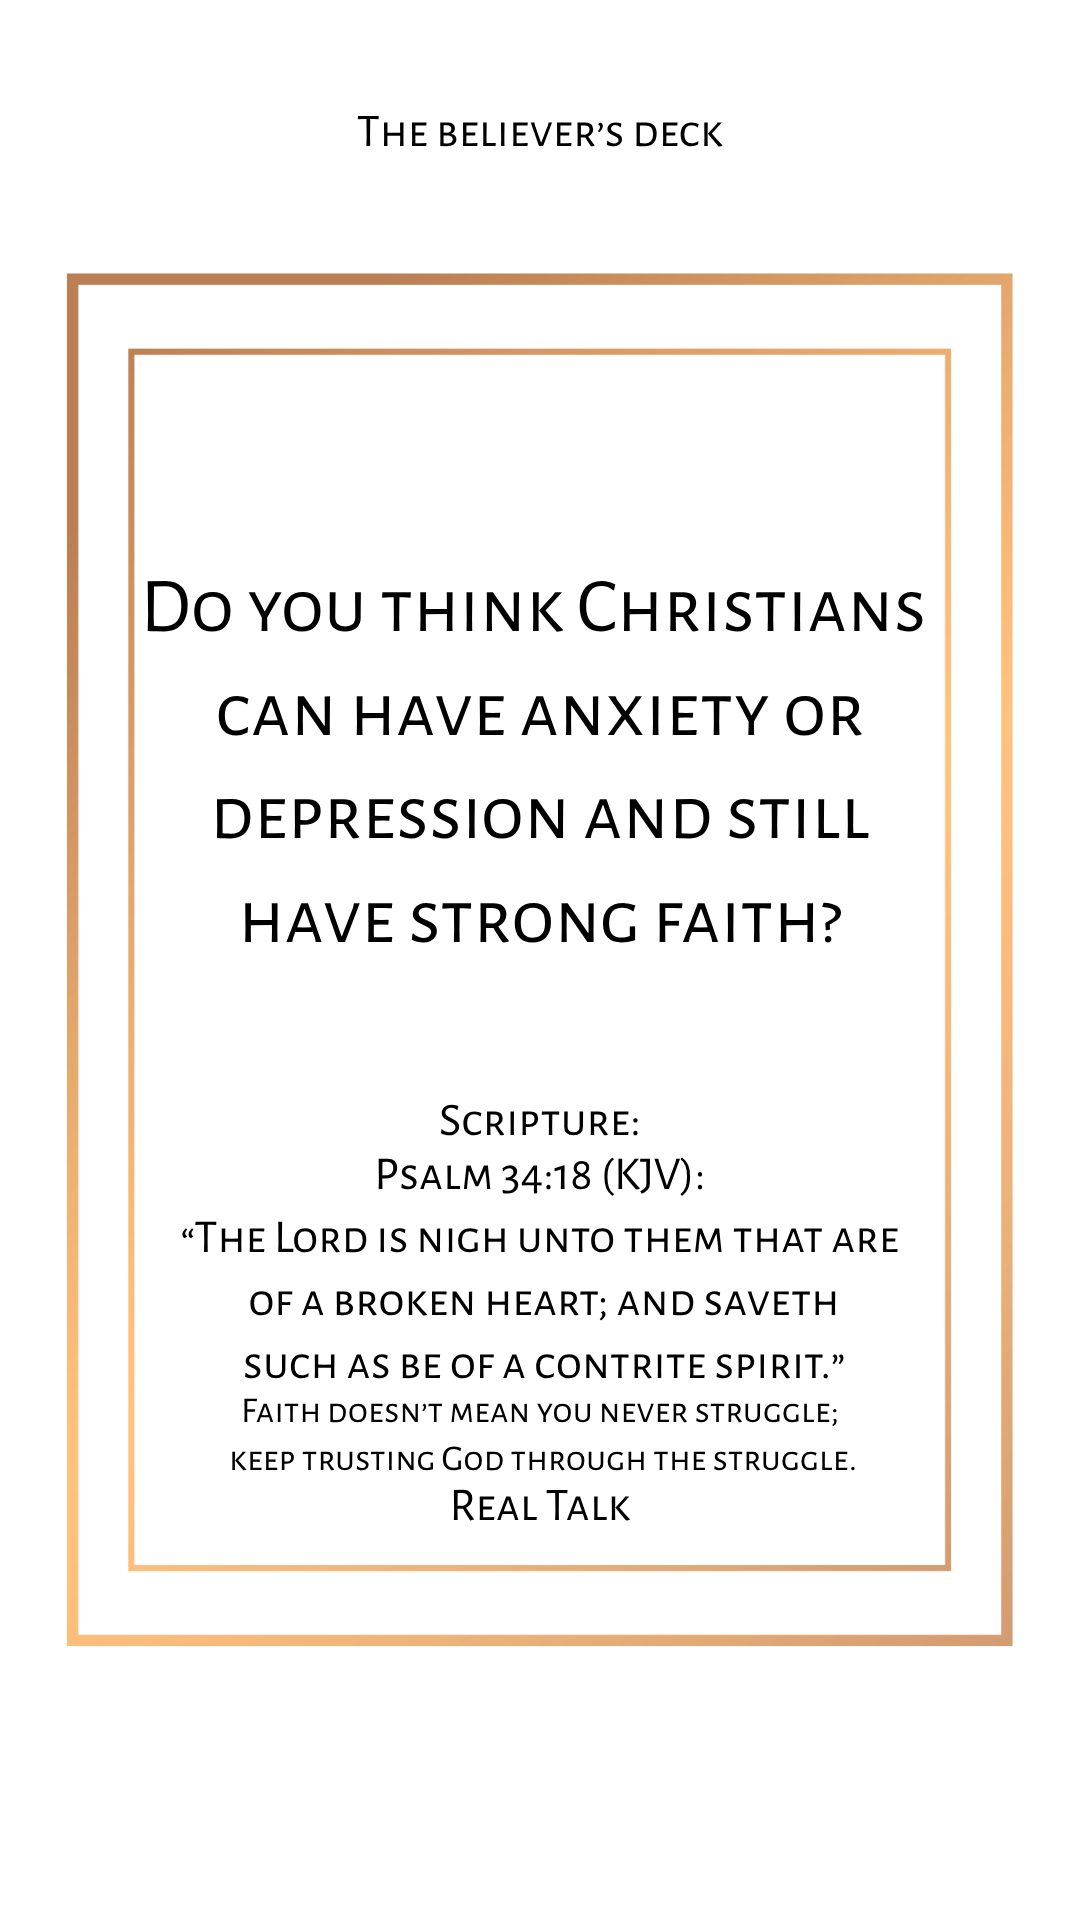 The believer's deck
Do you think Christians
can have anxiety or
depression and still
have strong faith?
Scripture:
Psalm 34:18 (KJV):
“The Lord is nigh unto them that are
of a broken heart; and saveth
such as be of a contrite spirit.”
Faith doesn’t mean you never struggle;
keep trusting God through the struggle.
Real Talk